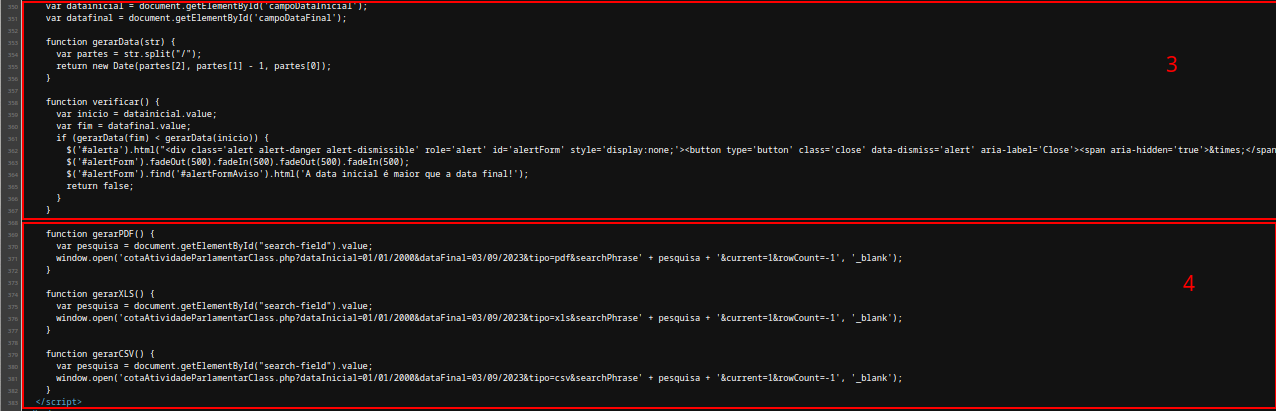 350 var datainicial = document.getElementById('campoDataInicial');
351 var datafinal = document.getElementById('campoDataFinal');
352
353 function gerarData(str) {
354 var partes = str.split("/");
355 return new Date(partes[2], partes[1] - 1, partes[0]);
356 }
357
358 function verificar() {
359 var inicio = datainicial.value;
360 var fim = datafinal.value;
361 if (gerarData(fim) < gerarData(inicio)) {
362 $('#alerta').html("<div class='alert alert-danger alert-dismissible' role='alert' id='alertForm' style='display:none;'><button type='button' class='close' data-dismiss='alert' aria-label='Close'><span aria-hidden='true'>&times;</span
363 $('#alertForm').fadeOut(500).fadeIn(500).fadeOut(500).fadeIn(500);
364 $('#alertForm').find('#alertFormAviso').html('A data inicial é maior que a data final!');
365 return false;
366 }
367 }
3
368
369 function gerarPDF() {
370 var pesquisa = document.getElementById("search-field").value;
371 window.open('cotaAtividadeParlamentarClass.php?dataInicial=01/01/2000&dataFinal=03/09/2023&tipo=pdf&searchPhrase' + pesquisa + '&current=1&rowCount=-1', '_blank');
372 }
373
374 function gerarXLS() {
375 var pesquisa = document.getElementById("search-field").value;
376 window.open('cotaAtividadeParlamentarClass.php?dataInicial=01/01/2000&dataFinal=03/09/2023&tipo=xls&searchPhrase' + pesquisa + '&current=1&rowCount=-1', '_blank');
377 }
378
379 function gerarCSV() {
380 var pesquisa = document.getElementById("search-field").value;
381 window.open('cotaAtividadeParlamentarClass.php?dataInicial=01/01/2000&dataFinal=03/09/2023&tipo=csv&searchPhrase' + pesquisa + '&current=1&rowCount=-1', '_blank');
382 }
383 </script>
4